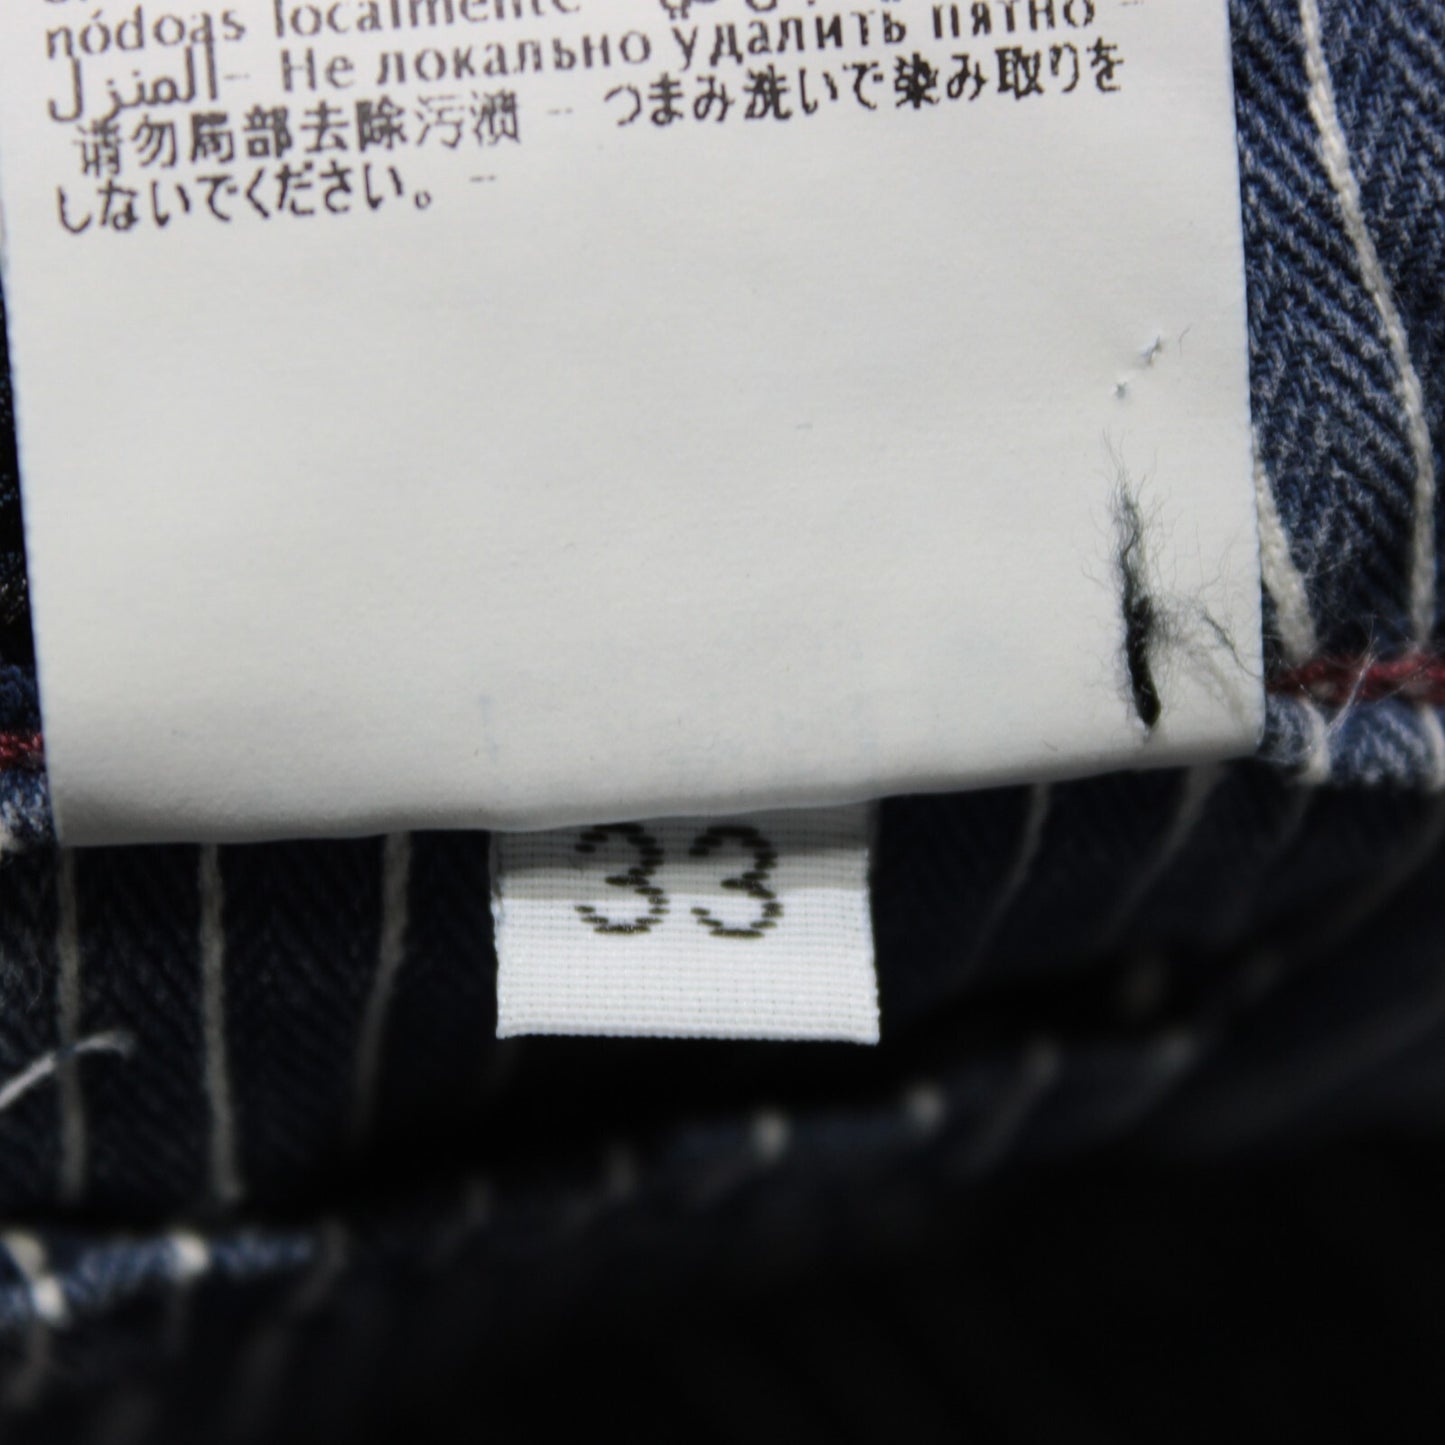 nódoas localmente
المنزل - Не локально удалить пятно -
请勿局部去除污渍 - つまみ洗いで染み取りを
しないでください。 -
33